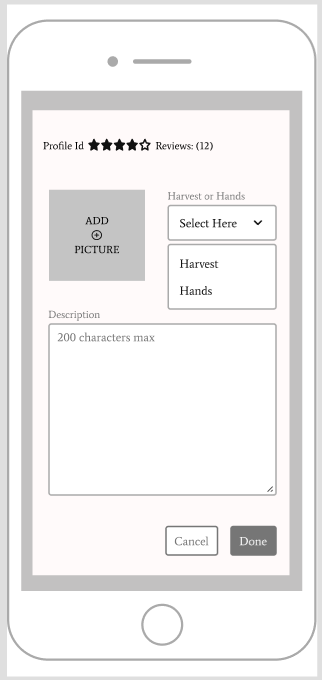 Profile Id ★★★★☆ Reviews: (12)
Harvest or Hands
ADD
PICTURE
Select Here
Harvest
Hands
Description
200 characters max
Cancel
Done